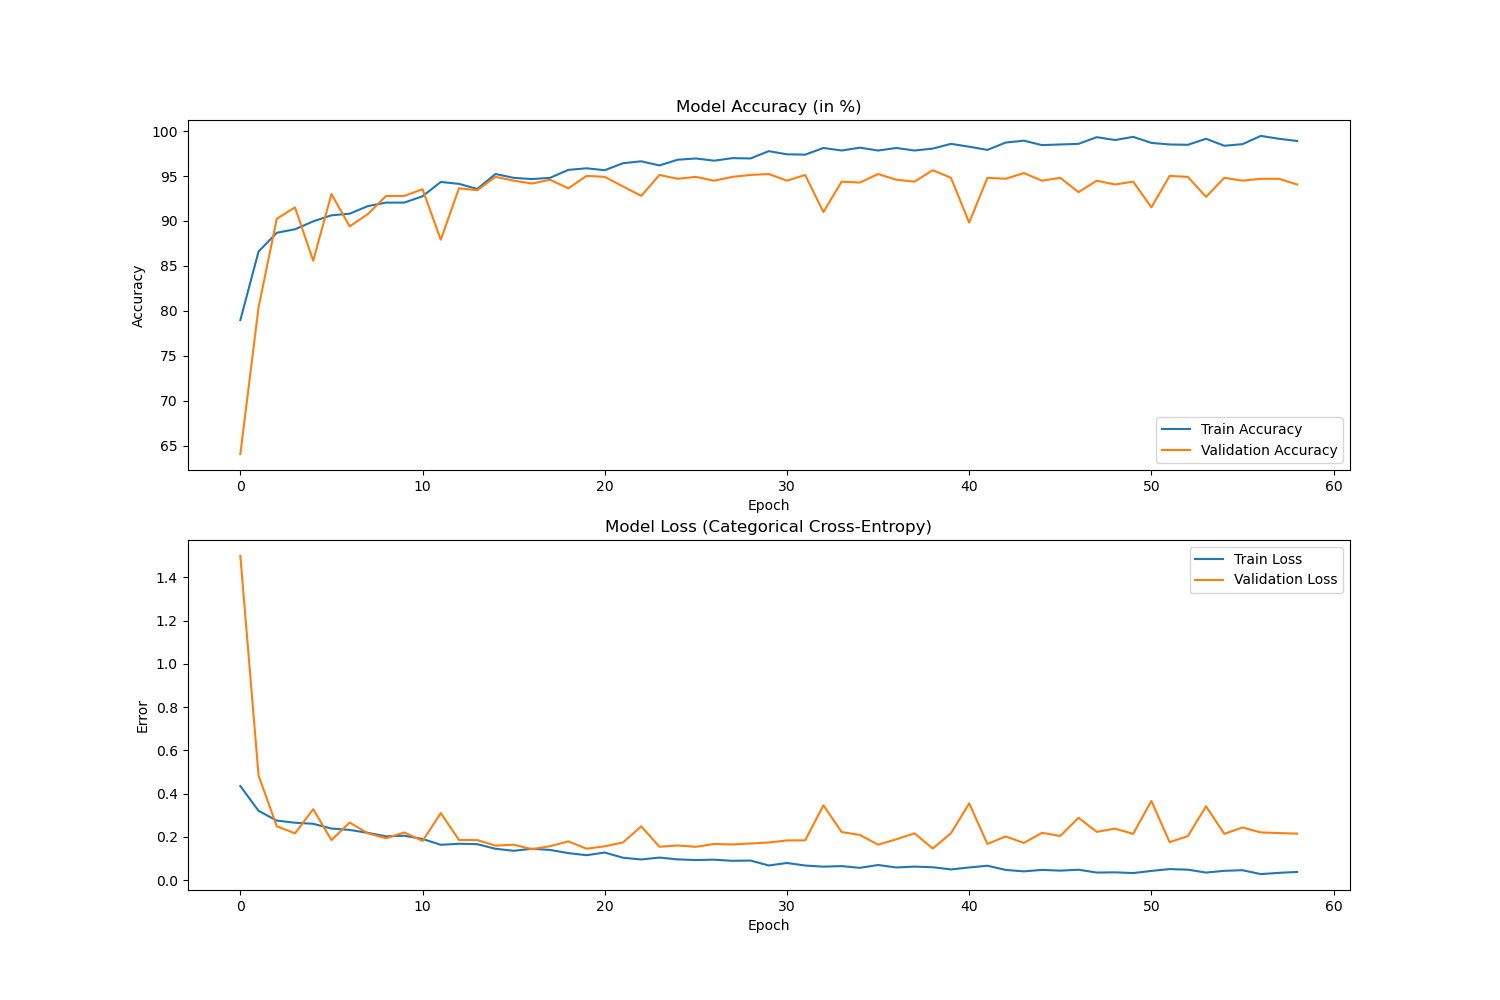 Model Accuracy (in %)
100
95
90
85
80
75
70
65
Accuracy
Train Accuracy
Validation Accuracy
0 10 20 30 40 50 60
Epoch
Model Loss (Categorical Cross-Entropy)
Train Loss
Validation Loss
1.4
1.2
1.0
0.8
0.6
0.4
0.2
0.0
Error
0 10 20 30 40 50 60
Epoch